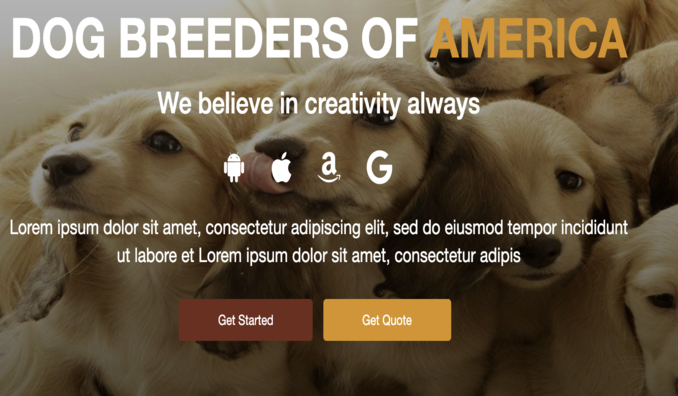 DOG BREEDERS OF AMERICA
We believe in creativity always
Lorem ipsum dolor sit amet, consectetur adipiscing elit, sed do eiusmod tempor incididunt
ut labore et Lorem ipsum dolor sit amet, consectetur adipis
Get Started
Get Quote